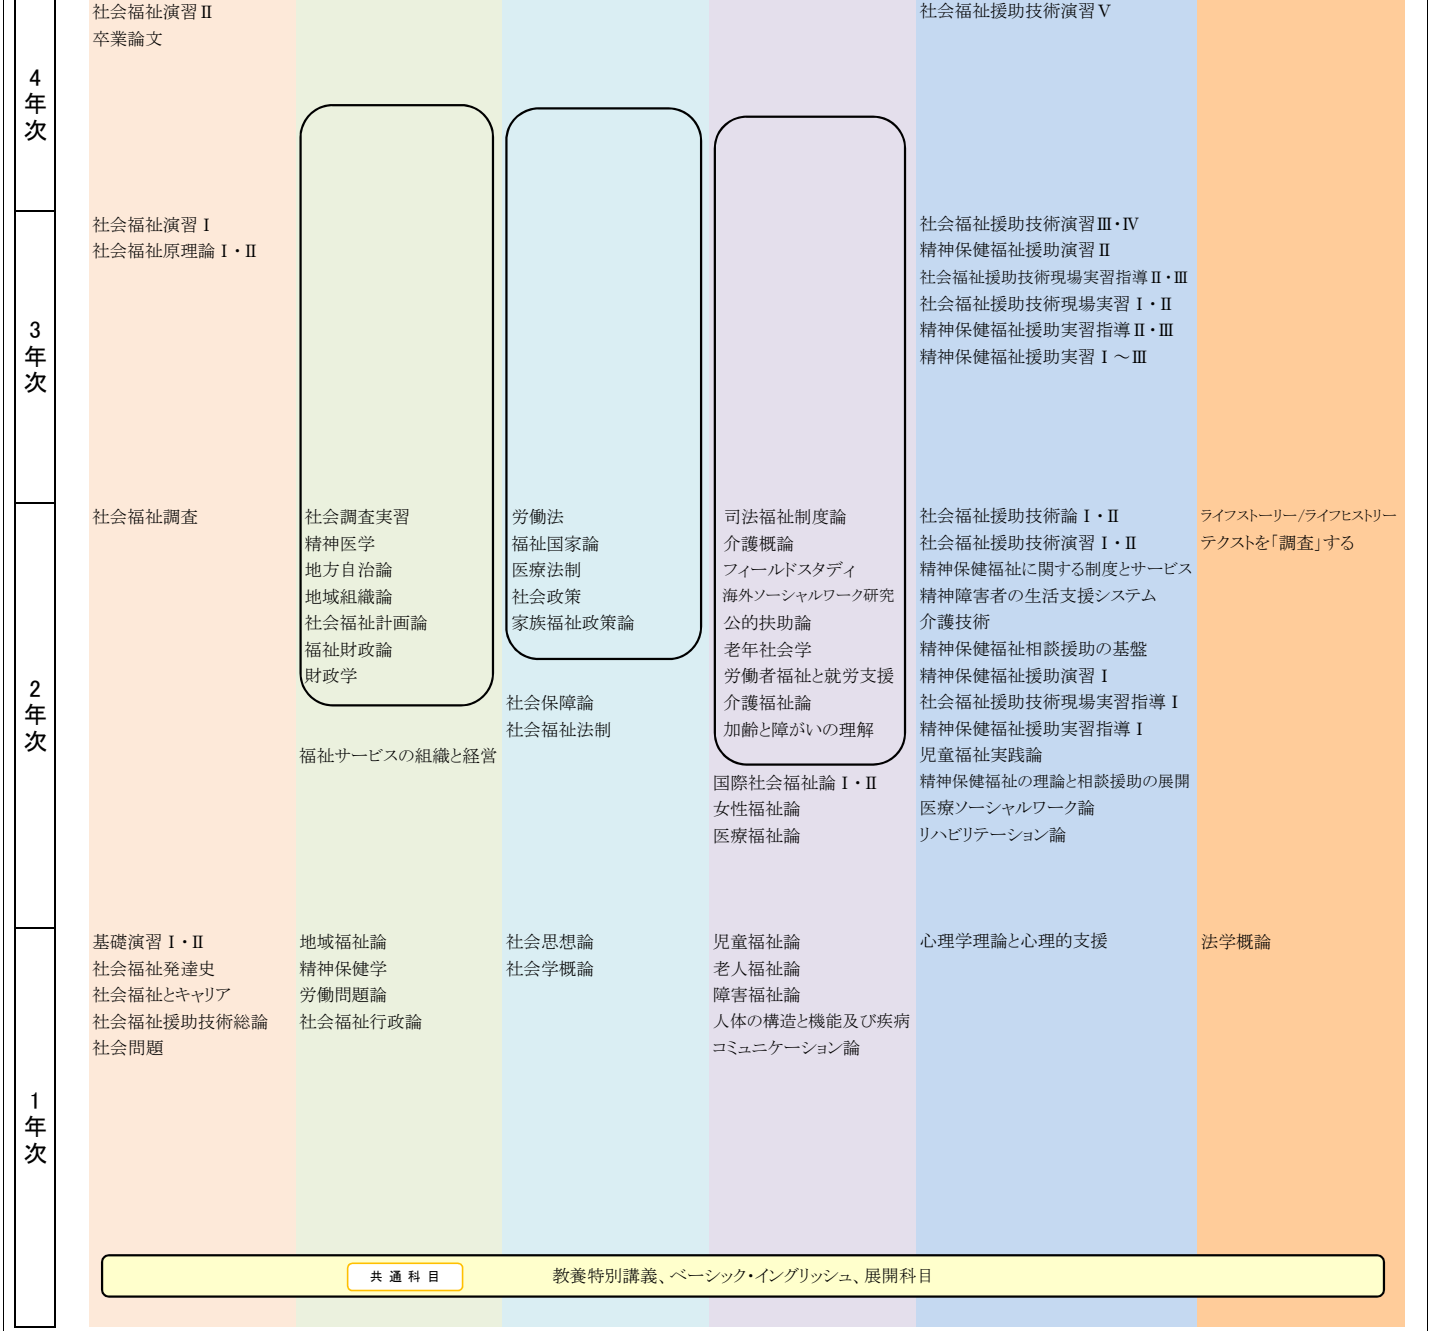 社会福祉演習Ⅱ
卒業論文
社会福祉援助技術演習Ⅴ
4年次
社会福祉演習Ⅰ
社会福祉原理論Ⅰ・Ⅱ
社会福祉援助技術演習Ⅲ・Ⅳ
精神保健福祉援助演習Ⅱ
社会福祉援助技術現場実習指導Ⅱ・Ⅲ
社会福祉援助技術現場実習Ⅰ・Ⅱ
精神保健福祉援助実習指導Ⅱ・Ⅲ
精神保健福祉援助実習Ⅰ～Ⅲ
3年次
社会福祉調査
社会調査実習
精神医学
地方自治論
地域組織論
社会福祉計画論
福祉財政論
財政学
福祉サービスの組織と経営
労働法
福祉国家論
医療法制
社会政策
家族福祉政策論
社会保障論
社会福祉法制
司法福祉制度論
介護概論
フィールドスタディ
海外ソーシャルワーク研究
公的扶助論
老年社会学
労働者福祉と就労支援
介護福祉論
加齢と障がいの理解
国際社会福祉論Ⅰ・Ⅱ
女性福祉論
医療福祉論
社会福祉援助技術論Ⅰ・Ⅱ
社会福祉援助技術演習Ⅰ・Ⅱ
精神保健福祉に関する制度とサービス
精神障害者の生活支援システム
介護技術
精神保健福祉相談援助の基盤
精神保健福祉援助演習Ⅰ
社会福祉援助技術現場実習指導Ⅰ
精神保健福祉援助実習指導Ⅰ
児童福祉実践論
精神保健福祉の理論と相談援助の展開
医療ソーシャルワーク論
リハビリテーション論
ライフストーリー/ライフヒストリー
テクストを「調査」する
2年次
基礎演習Ⅰ・Ⅱ
社会福祉発達史
社会福祉とキャリア
社会福祉援助技術総論
社会問題
地域福祉論
精神保健学
労働問題論
社会福祉行政論
社会思想論
社会学概論
児童福祉論
老人福祉論
障害福祉論
人体の構造と機能及び疾病
コミュニケーション論
心理学理論と心理的支援
法学概論
1年次
共通科目
教養特別講義、ベーシック・イングリッシュ、展開科目